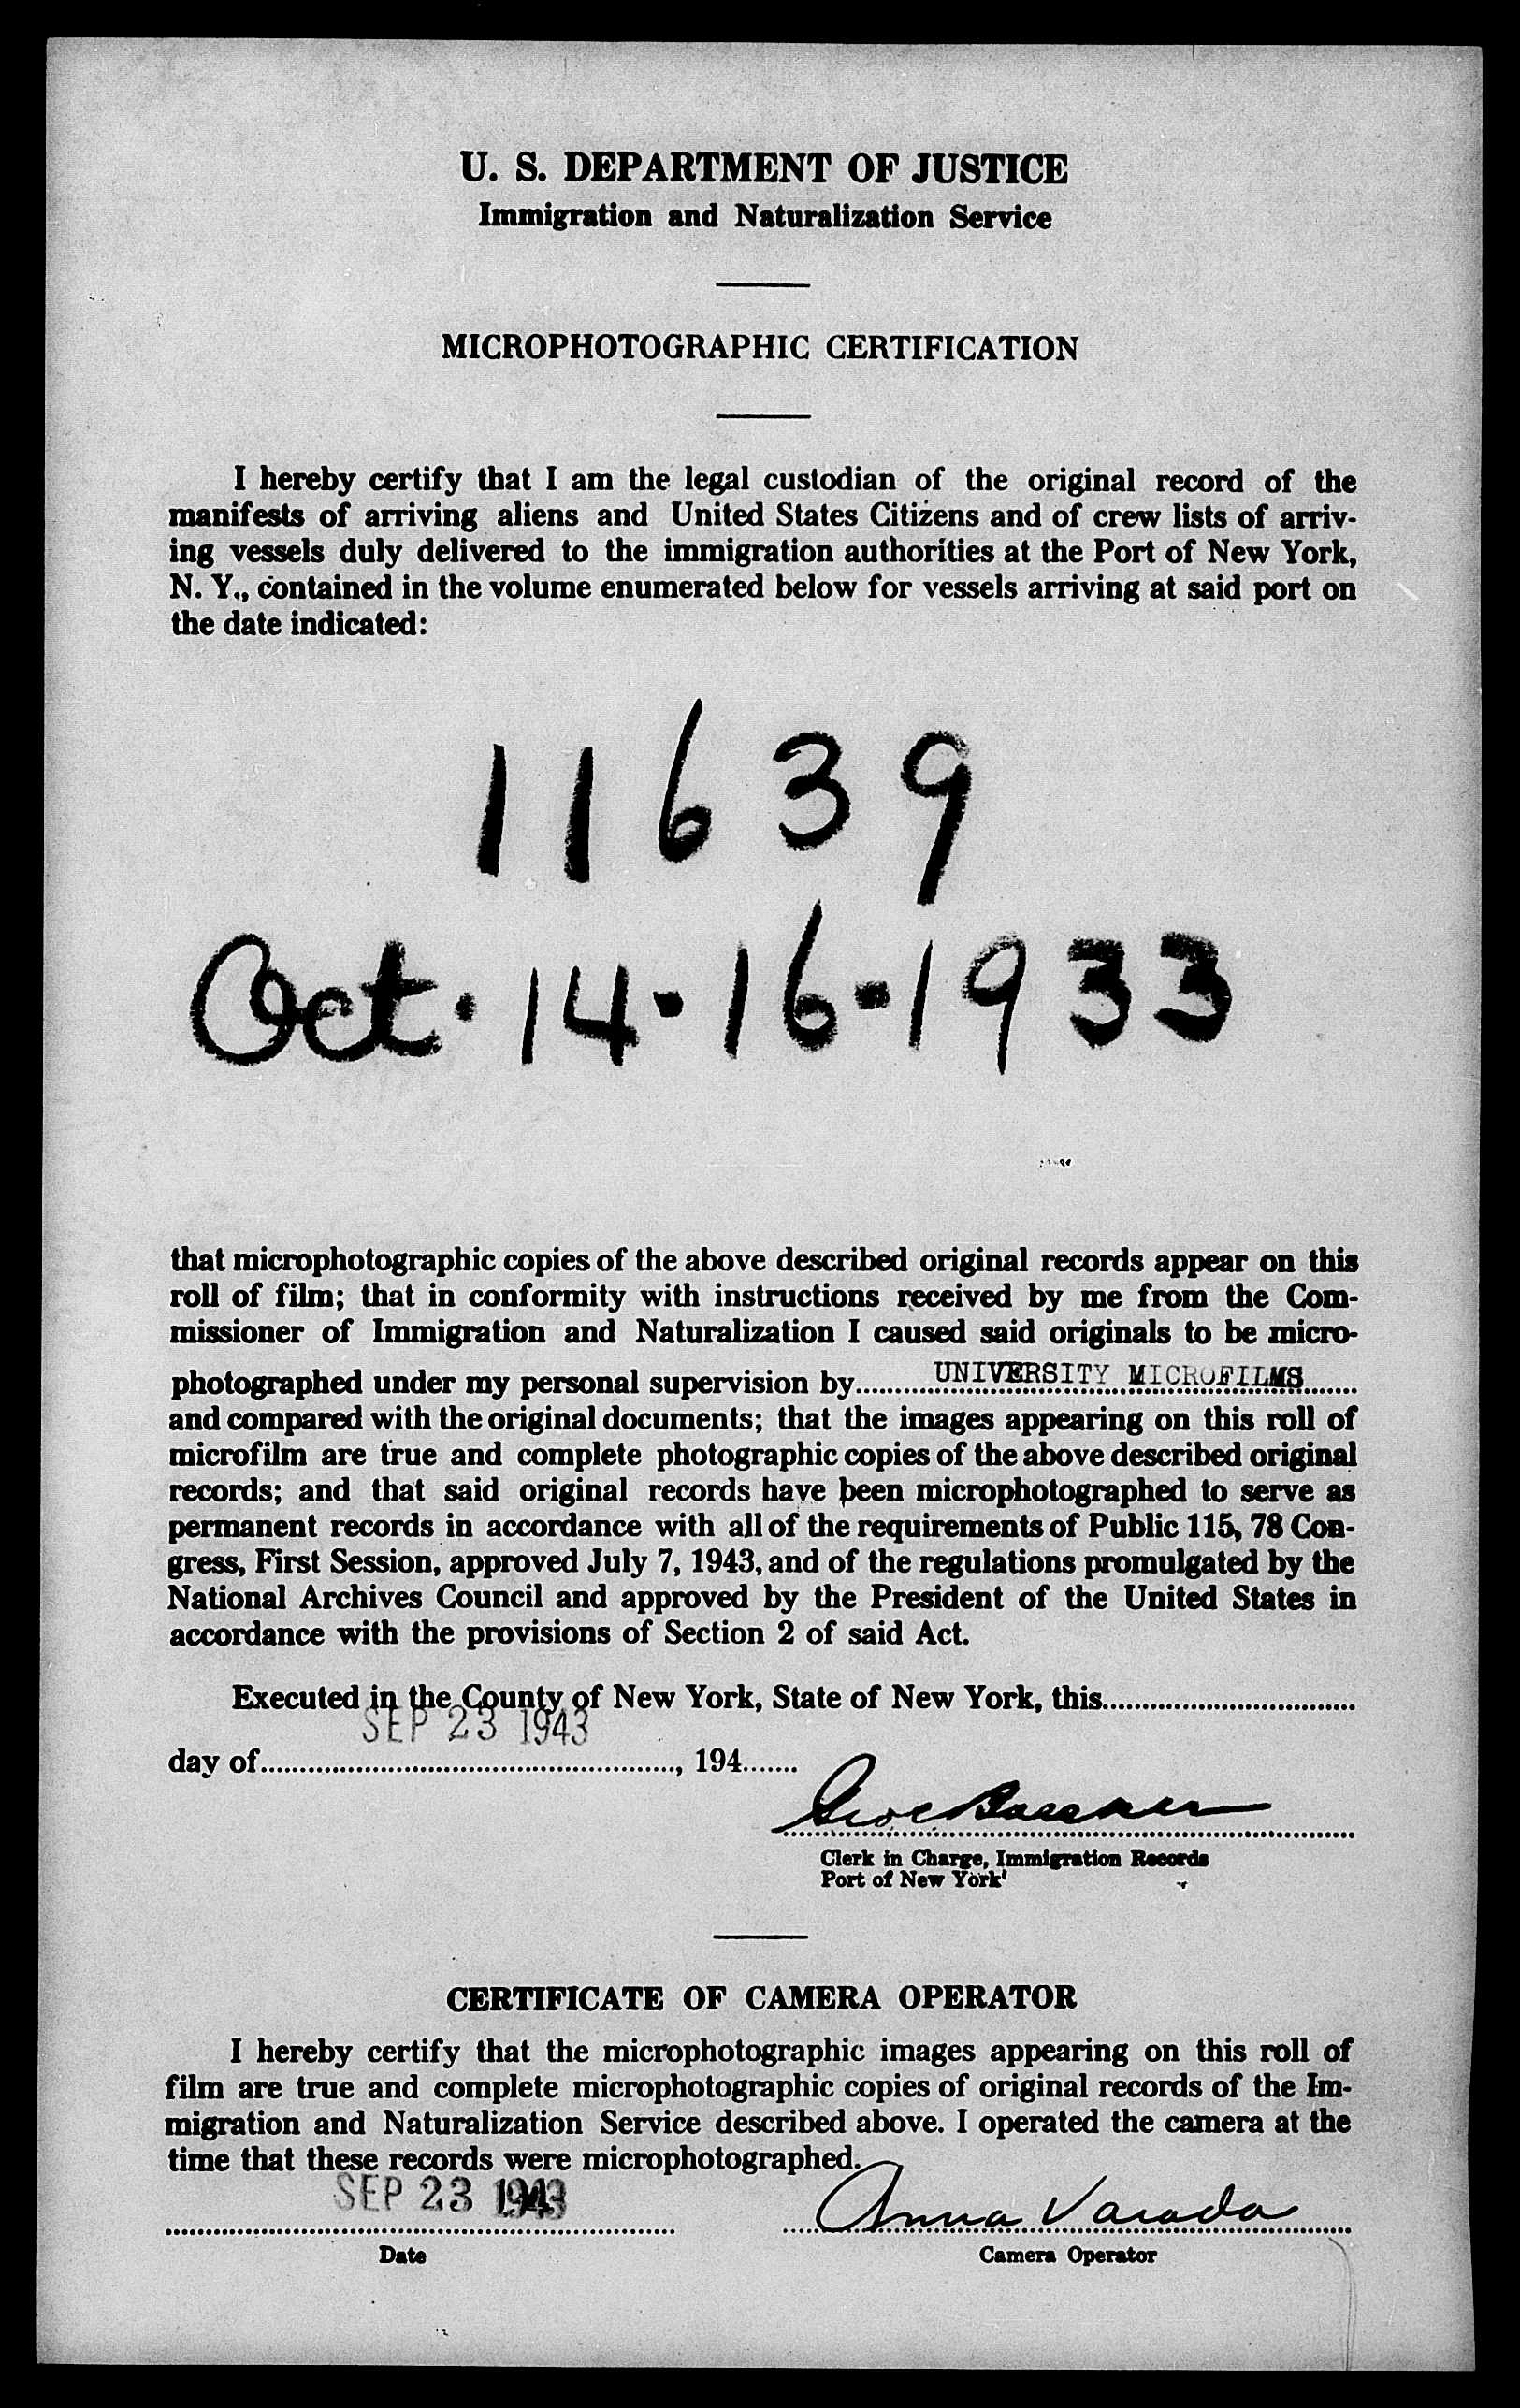 U. S. DEPARTMENT OF JUSTICE
Immigration and Naturalization Service
MICROPHOTOGRAPHIC CERTIFICATION
I hereby certify that I am the legal custodian of the original record of the
manifests of arriving aliens and United States Citizens and of crew lists of arriv-
ing vessels duly delivered to the immigration authorities at the Port of New York,
N. Y., contained in the volume enumerated below for vessels arriving at said port on
the date indicated:
11639
Oct. 14-16-1933
that microphotographic copies of the above described original records appear on this
roll of film; that in conformity with instructions received by me from the Com-
missioner of Immigration and Naturalization I caused said originals to be micro-
photographed under my personal supervision by UNIVERSITY MICROFILMS
and compared with the original documents; that the images appearing on this roll of
microfilm are true and complete photographic copies of the above described original
records; and that said original records have been microphotographed to serve as
permanent records in accordance with all of the requirements of Public 115, 78 Con-
gress, First Session, approved July 7, 1943, and of the regulations promulgated by the
National Archives Council and approved by the President of the United States in
accordance with the provisions of Section 2 of said Act.
Executed in the County of New York, State of New York, this
SEP 23 1943
day of, 194
Clerk in Charge, Immigration Records
Port of New York
CERTIFICATE OF CAMERA OPERATOR
I hereby certify that the microphotographic images appearing on this roll of
film are true and complete microphotographic copies of original records of the Im-
migration and Naturalization Service described above. I operated the camera at the
time that these records were microphotographed.
SEP 23 1943 Anna Varada
Date Camera Operator